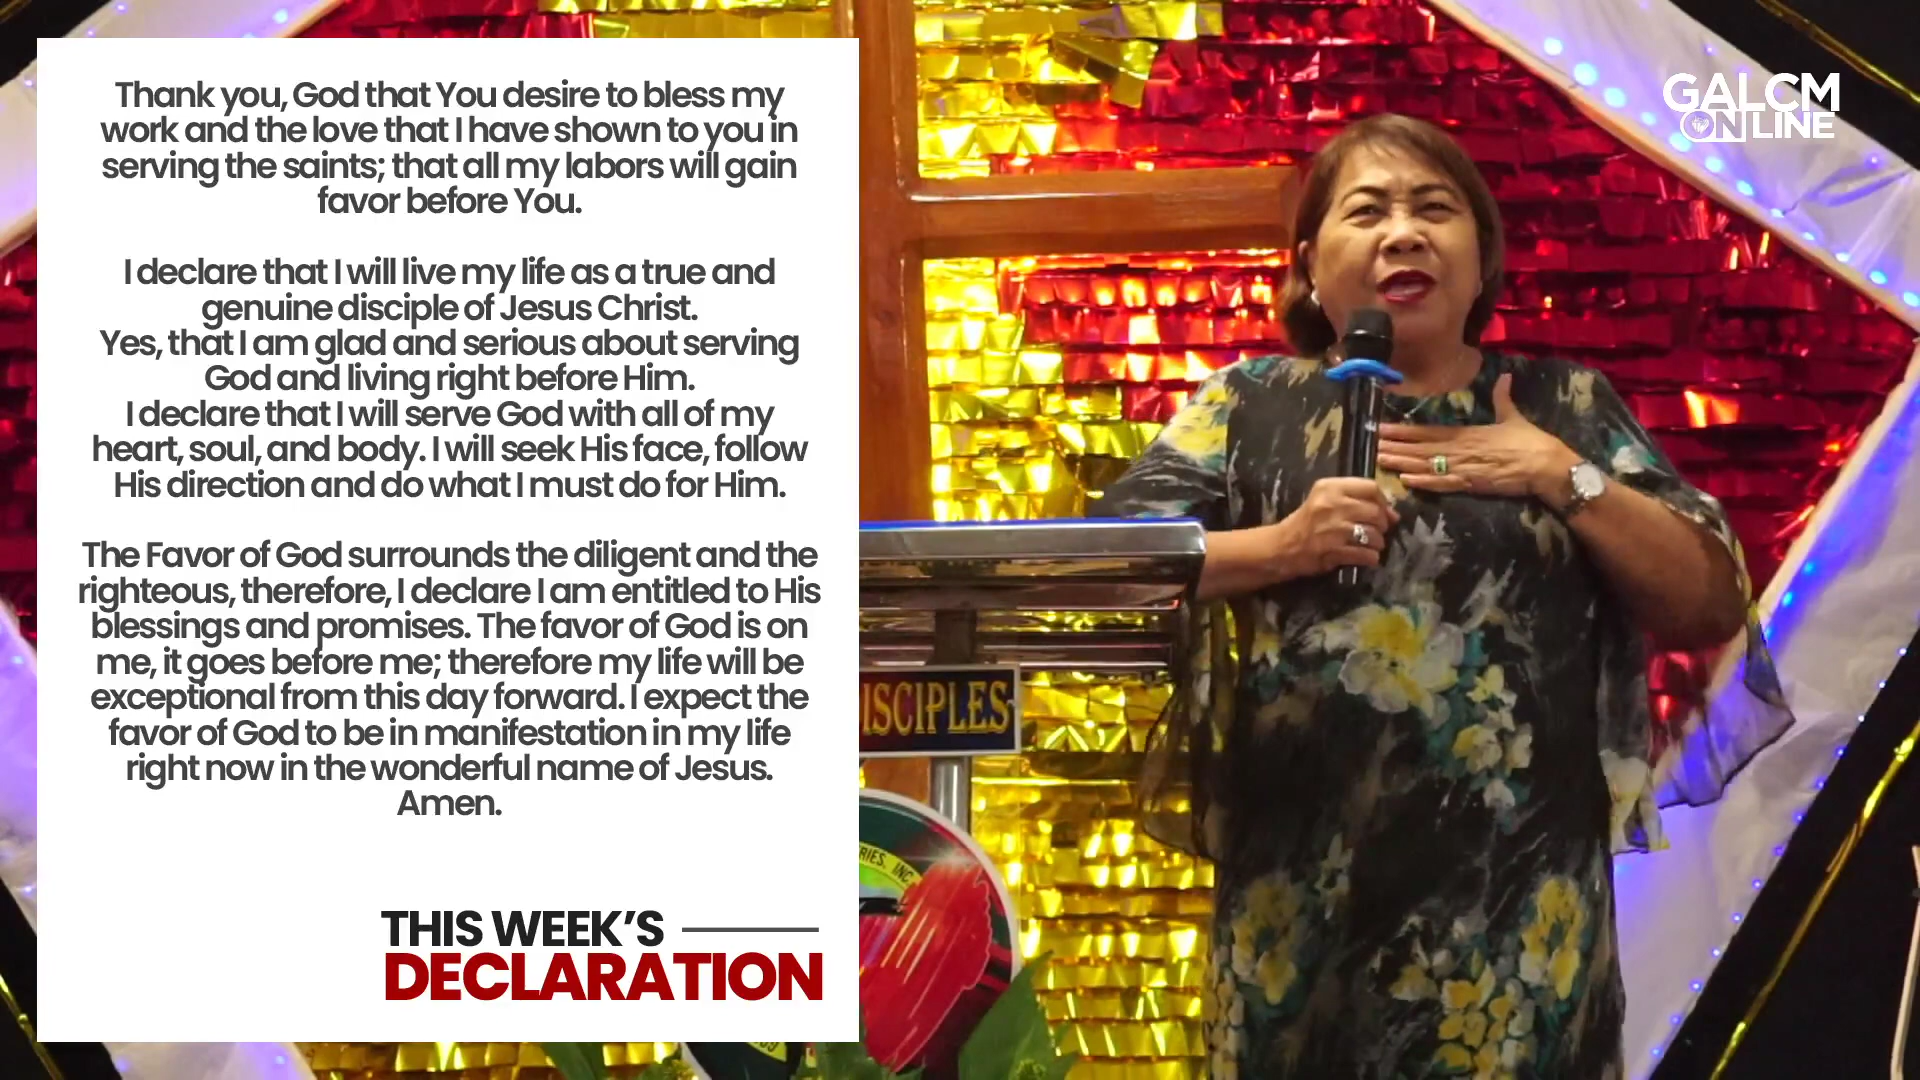 Thank you, God that You desire to bless my
work and the love that I have shown to you in
serving the saints; that all my labors will gain
favor before You.
I declare that I will live my life as a true and
genuine disciple of Jesus Christ.
Yes, that I am glad and serious about serving
God and living right before Him.
I declare that I will serve God with all of my
heart, soul, and body. I will seek His face, follow
His direction and do what I must do for Him.
The Favor of God surrounds the diligent and the
righteous, therefore, I declare I am entitled to His
blessings and promises. The favor of God is on
me, it goes before me; therefore my life will be
exceptional from this day forward. I expect the
favor of God to be in manifestation in my life
right now in the wonderful name of Jesus.
Amen.
THIS WEEK'S
DECLARATION
GALCM
ONLINE
ISCIPLES
RIES, INC